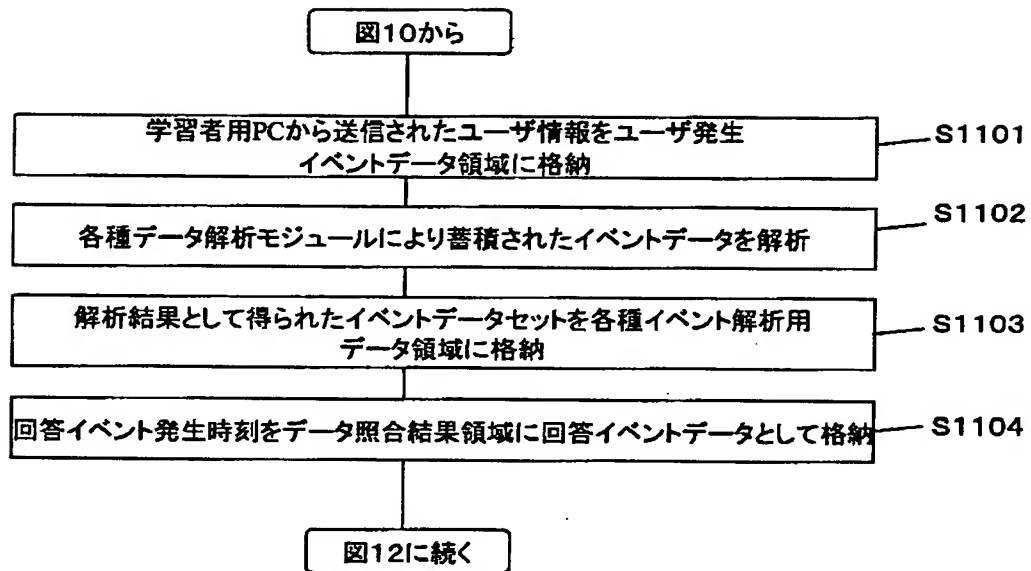 図10から
学習者用PCから送信されたユーザ情報をユーザ発生
イベントデータ領域に格納
S1101
各種データ解析モジュールにより蓄積されたイベントデータを解析
S1102
解析結果として得られたイベントデータセットを各種イベント解析用
データ領域に格納
S1103
回答イベント発生時刻をデータ照合結果領域に回答イベントデータとして格納
S1104
図12に続く